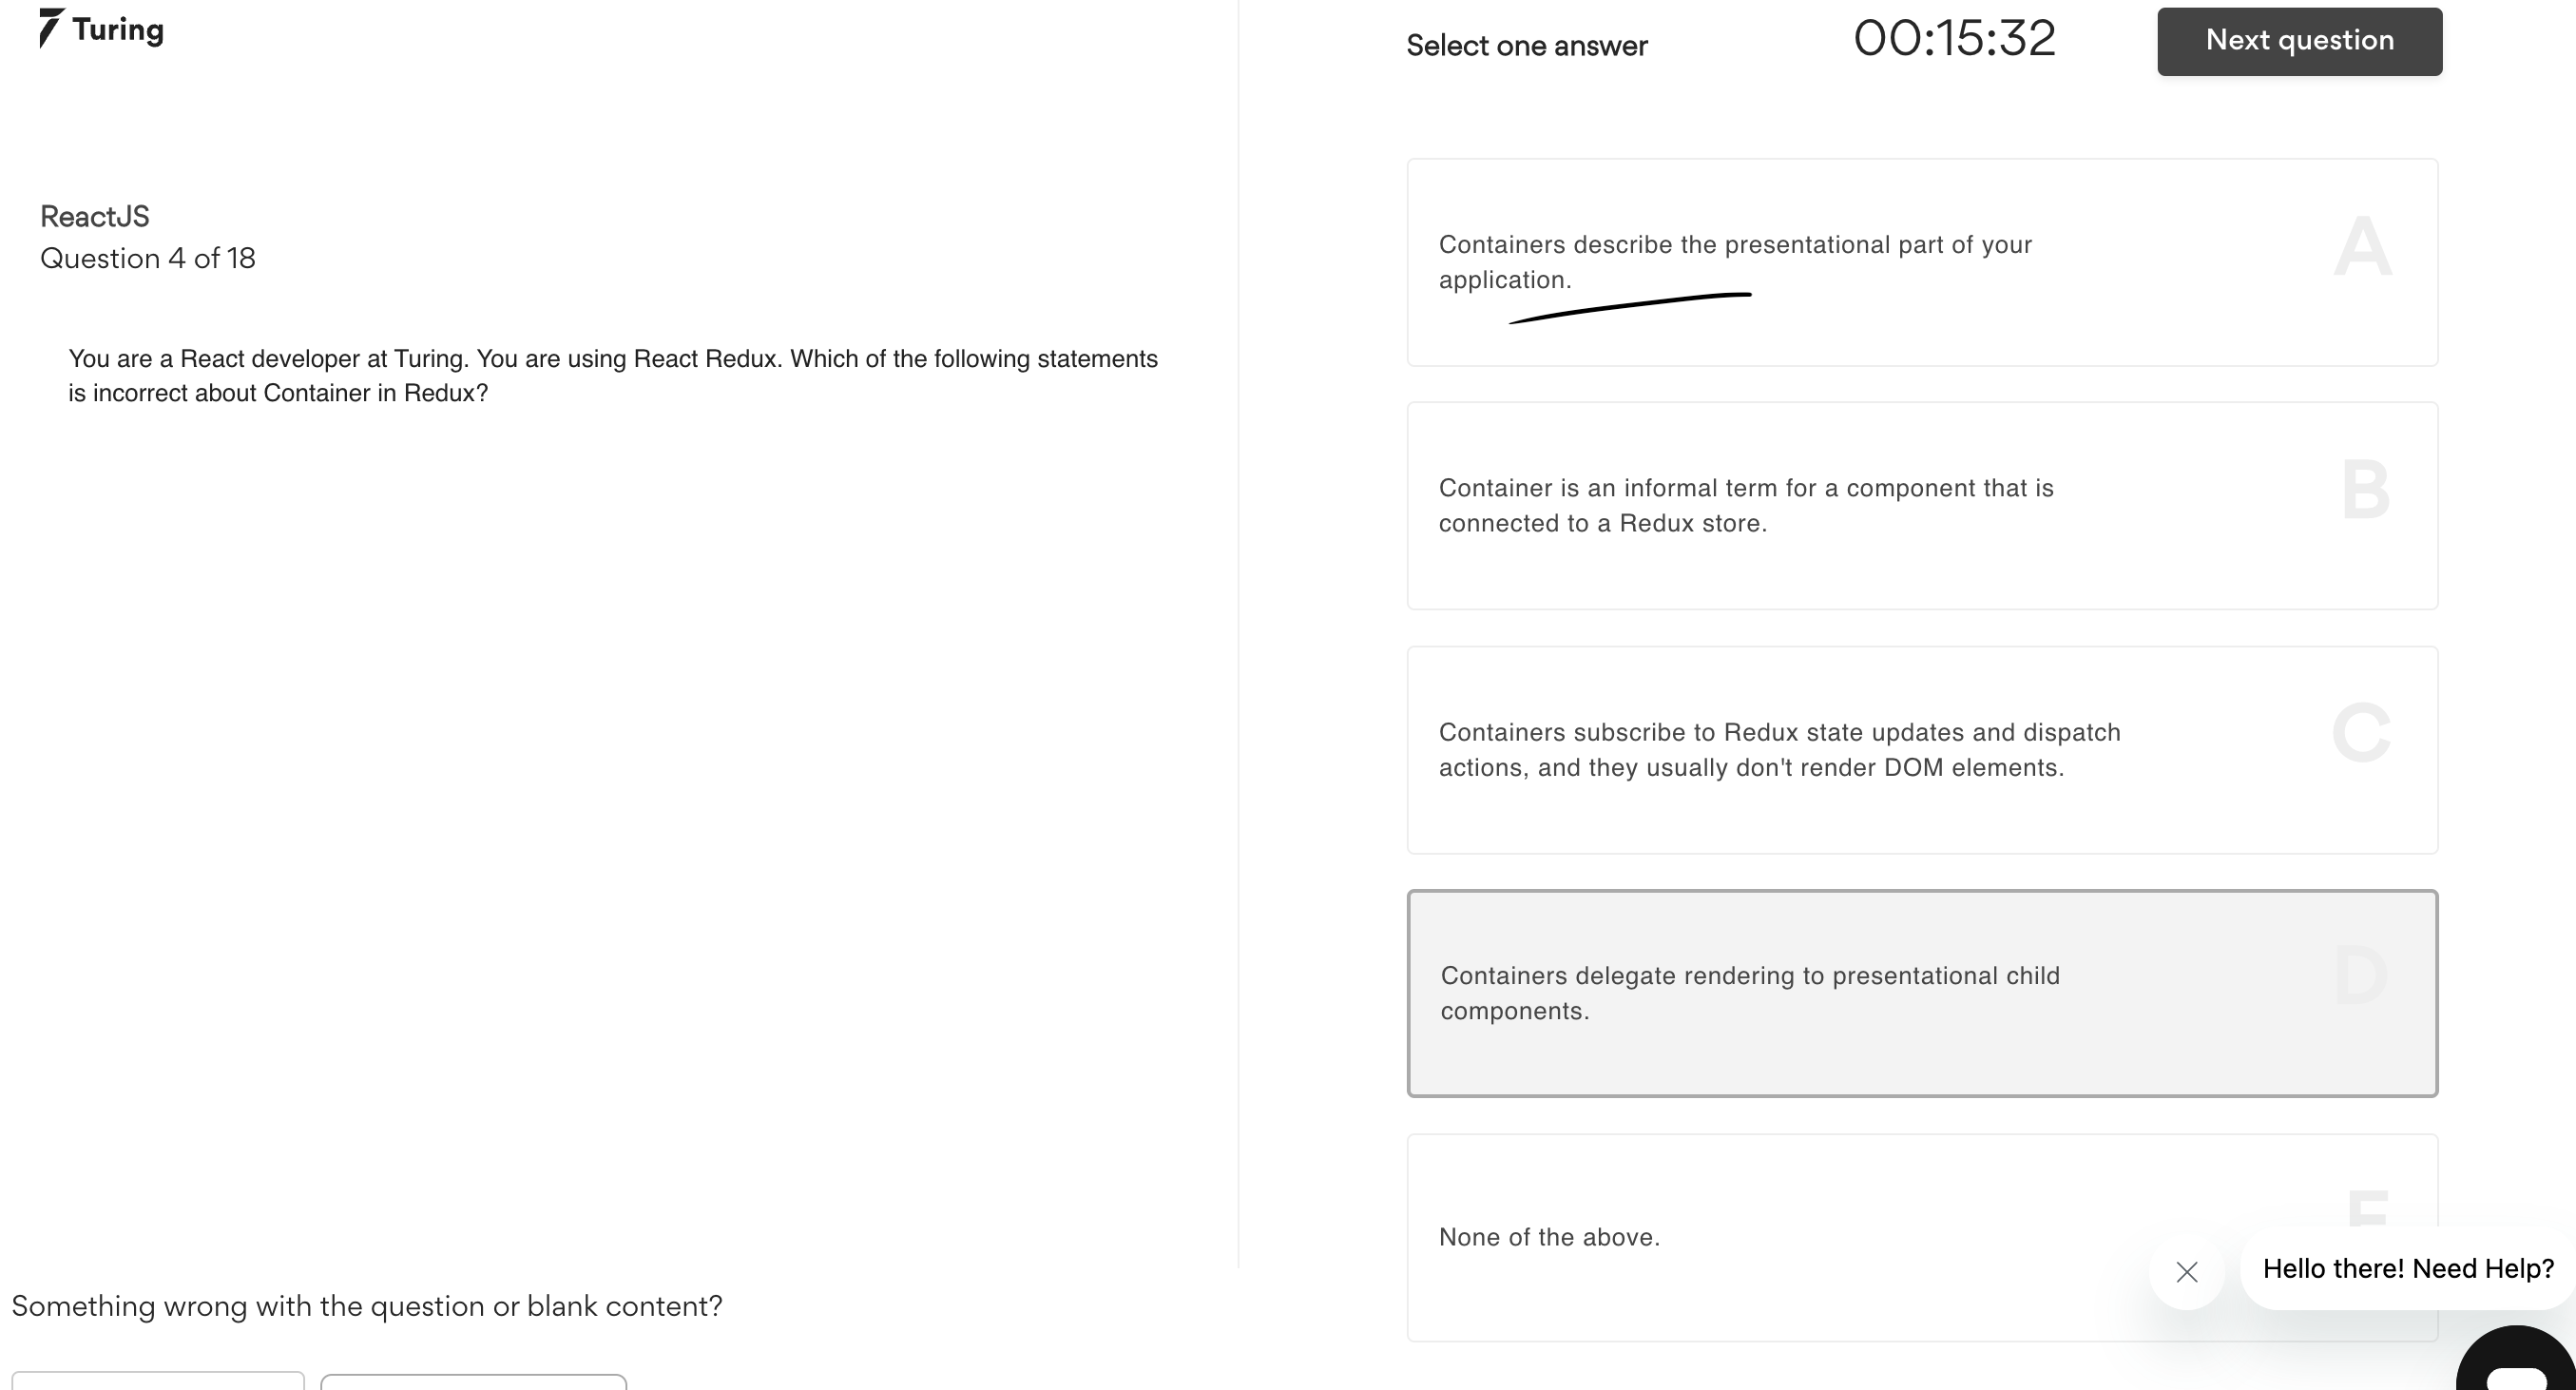 Turing
Select one answer
00:15:32
Next question
ReactJS
Question 4 of 18
You are a React developer at Turing. You are using React Redux. Which of the following statements
is incorrect about Container in Redux?
Containers describe the presentational part of your
application.
A
Container is an informal term for a component that is
connected to a Redux store.
B
Containers subscribe to Redux state updates and dispatch
actions, and they usually don't render DOM elements.
C
Containers delegate rendering to presentational child
components.
D
None of the above.
E
Hello there! Need Help?
Something wrong with the question or blank content?